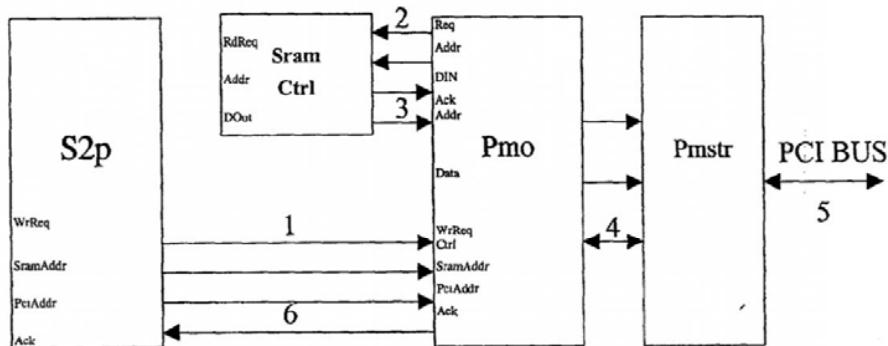 2
Req
RdReq
Sram
Addr
Addr
Ctrl
DIN
Ack
DOut
3
Addr
S2p
Pmo
Pmstr
PCI BUS
Data
5
WrReq
1
WrReq
4
Ctrl
SramAddr
SramAddr
PciAddr
PciAddr
6
Ack
Ack